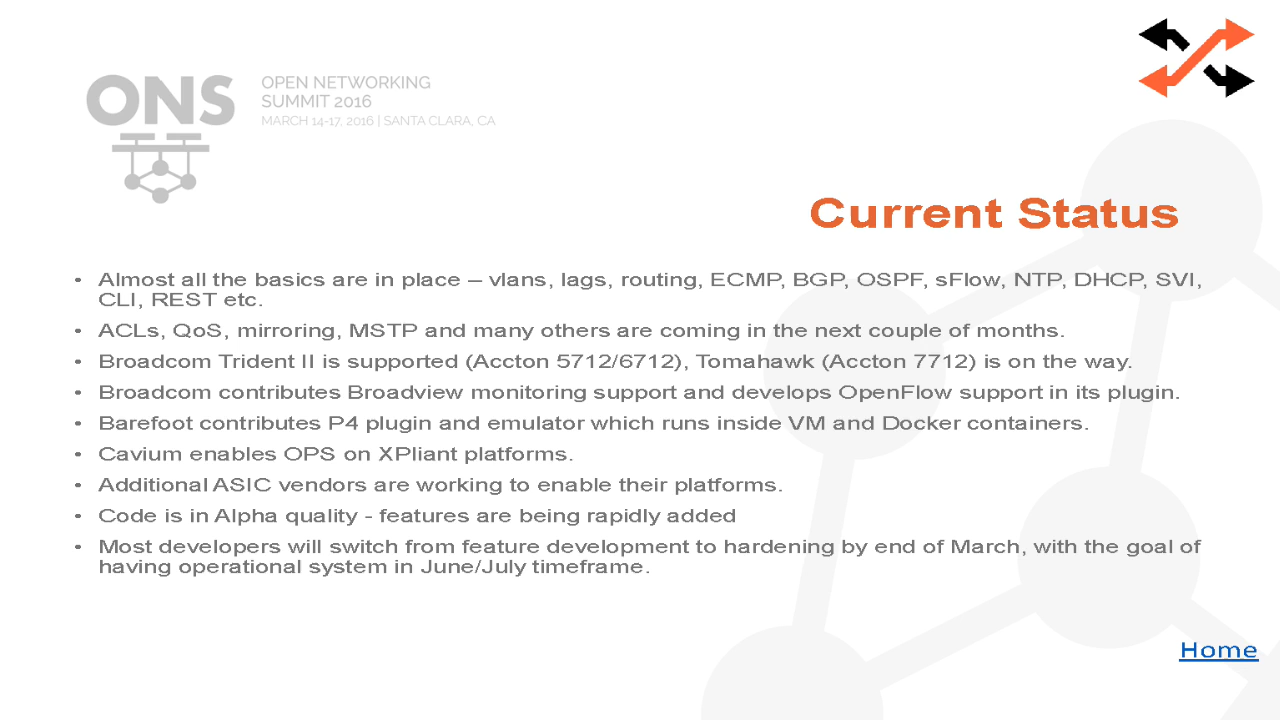 ONS
OPEN NETWORKING
SUMMIT 2016
MARCH 14-17, 2016 | SANTA CLARA, CA
Current Status
• Almost all the basics are in place – vlans, lags, routing, ECMP, BGP, OSPF, sFlow, NTP, DHCP, SVI,
CLI, REST etc.
• ACLs, QoS, mirroring, MSTP and many others are coming in the next couple of months.
• Broadcom Trident II is supported (Accton 5712/6712), Tomahawk (Accton 7712) is on the way.
• Broadcom contributes Broadview monitoring support and develops OpenFlow support in its plugin.
• Barefoot contributes P4 plugin and emulator which runs inside VM and Docker containers.
• Cavium enables OPS on XPliant platforms.
• Additional ASIC vendors are working to enable their platforms.
• Code is in Alpha quality - features are being rapidly added
• Most developers will switch from feature development to hardening by end of March, with the goal of
having operational system in June/July timeframe.
Home